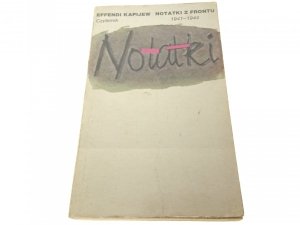 EFFENDI KAPIJEW NOTATKI Z FRONTU
Czytelnik 1941–1944
Notatki